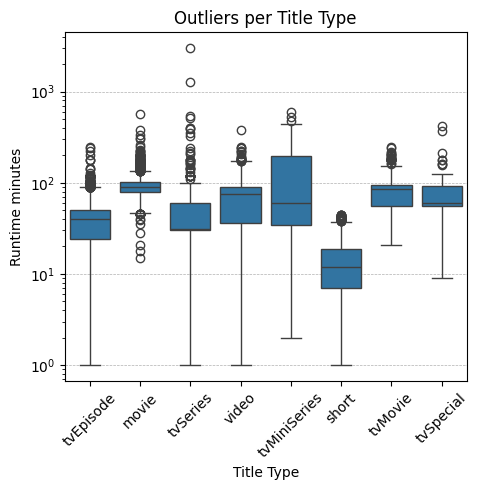 Outliers per Title Type
Runtime minutes
10³
10²
10¹
10⁰
tvEpisode
movie
tvSeries
video
tvMiniSeries
short
tvMovie
tvSpecial
Title Type